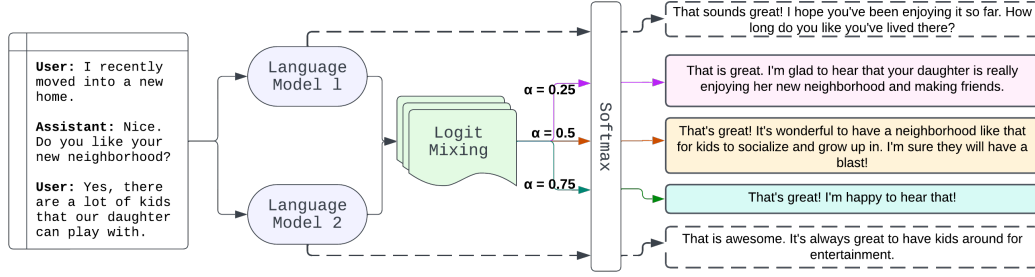 User: I recently
moved into a new
home.
Assistant: Nice.
Do you like your
new neighborhood?
User: Yes, there
are a lot of kids
that our daughter
can play with.
Language
Model 1
Language
Model 2
Logit
Mixing
α = 0.25
α = 0.5
α = 0.75
Softmax
That sounds great! I hope you've been enjoying it so far. How
long do you like you've lived there?
That is great. I'm glad to hear that your daughter is really
enjoying her new neighborhood and making friends.
That's great! It's wonderful to have a neighborhood like that
for kids to socialize and grow up in. I'm sure they will have a
blast!
That's great! I'm happy to hear that!
That is awesome. It's always great to have kids around for
entertainment.